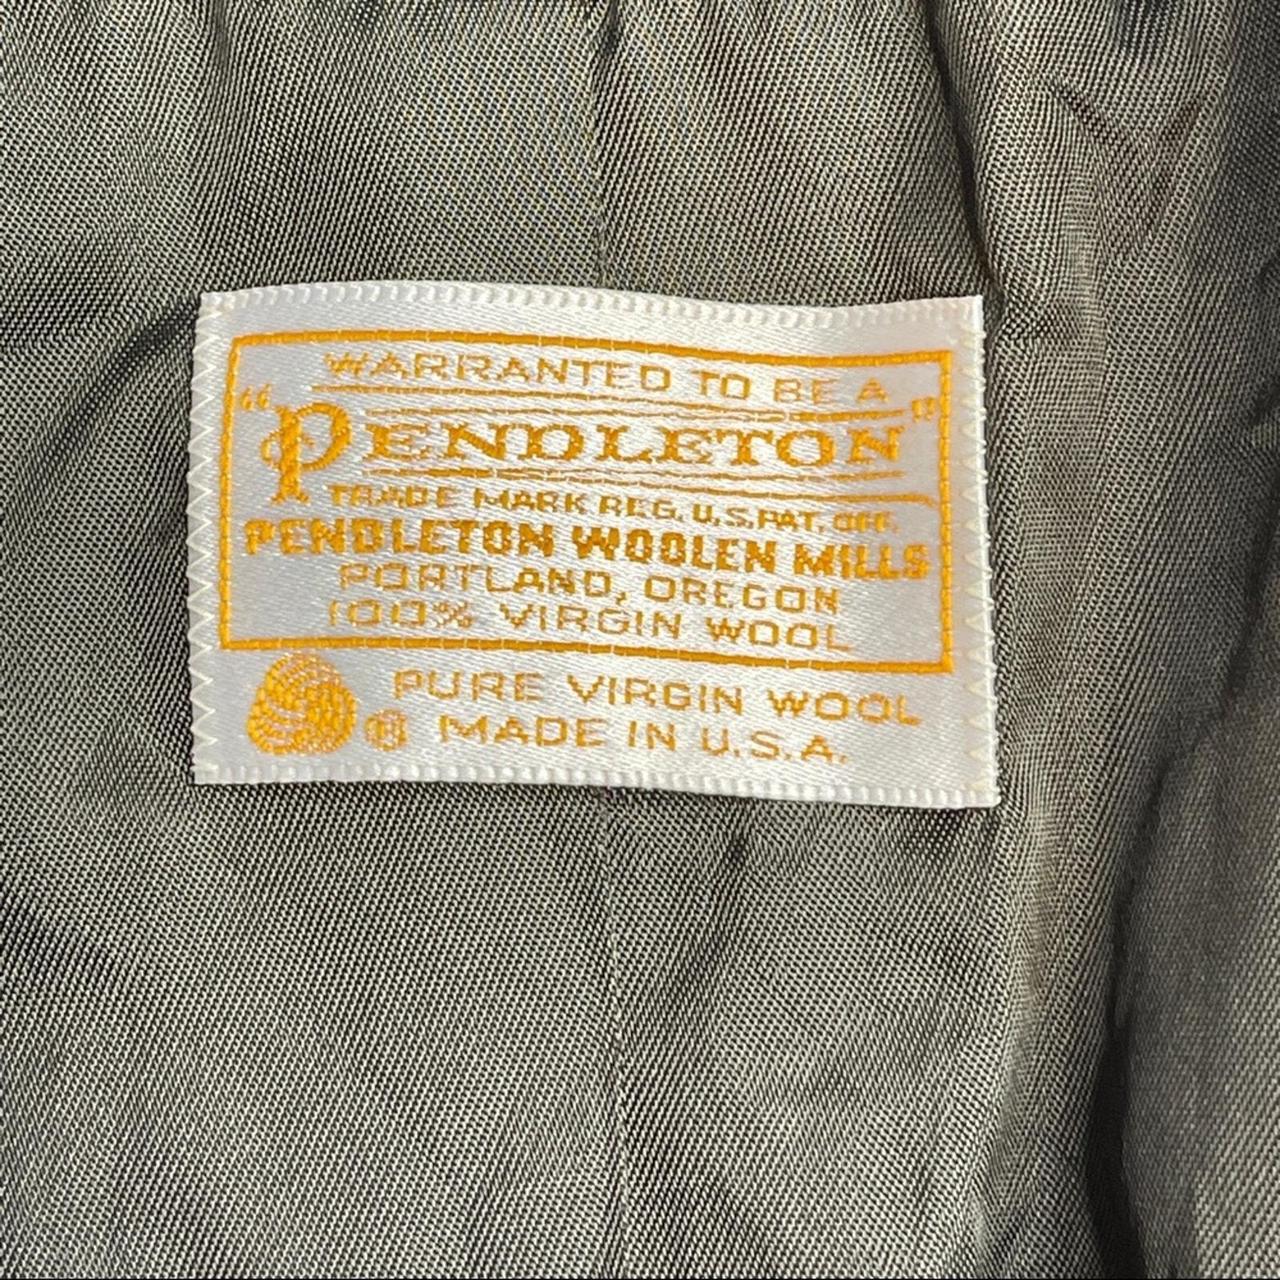 WARRANTED TO BE A
"PENDLETON"
TRADE MARK REG. U.S. PAT. OFF.
PENDLETON WOOLEN MILLS
PORTLAND, OREGON
100% VIRGIN WOOL
® PURE VIRGIN WOOL
MADE IN U.S.A.